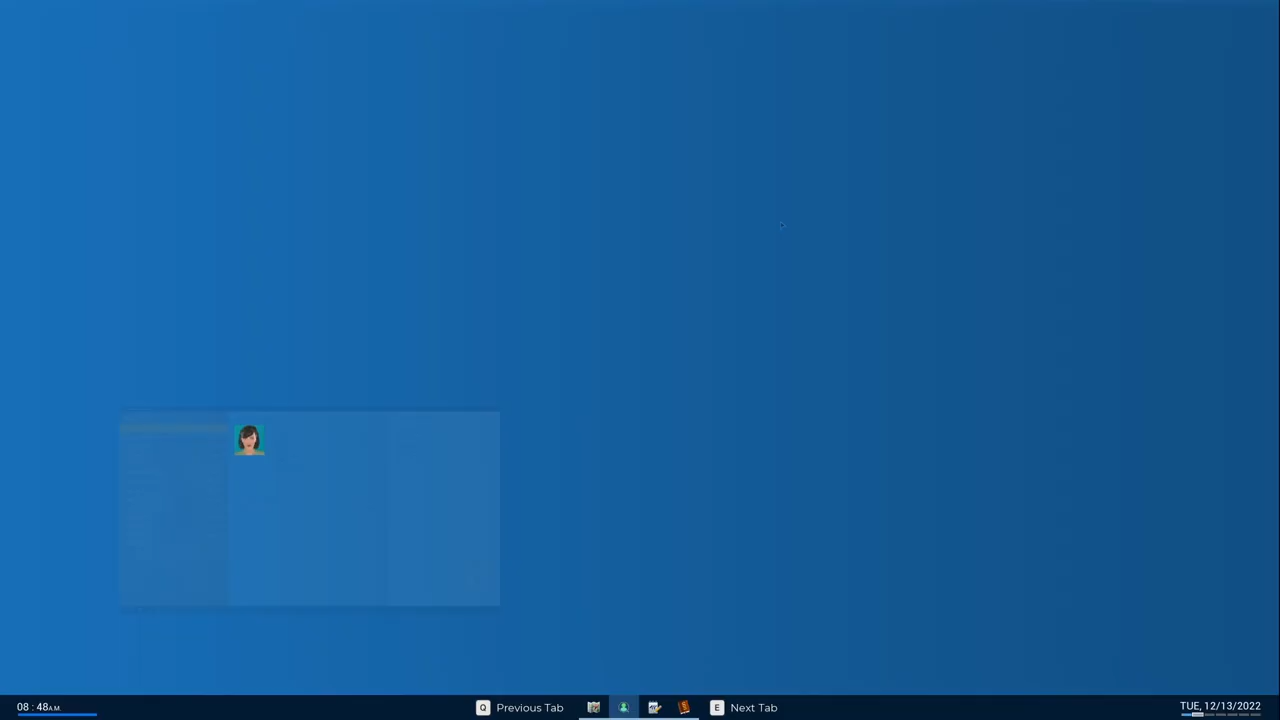 08 : 48A.M.
Q Previous Tab
E Next Tab
TUE, 12/13/2022